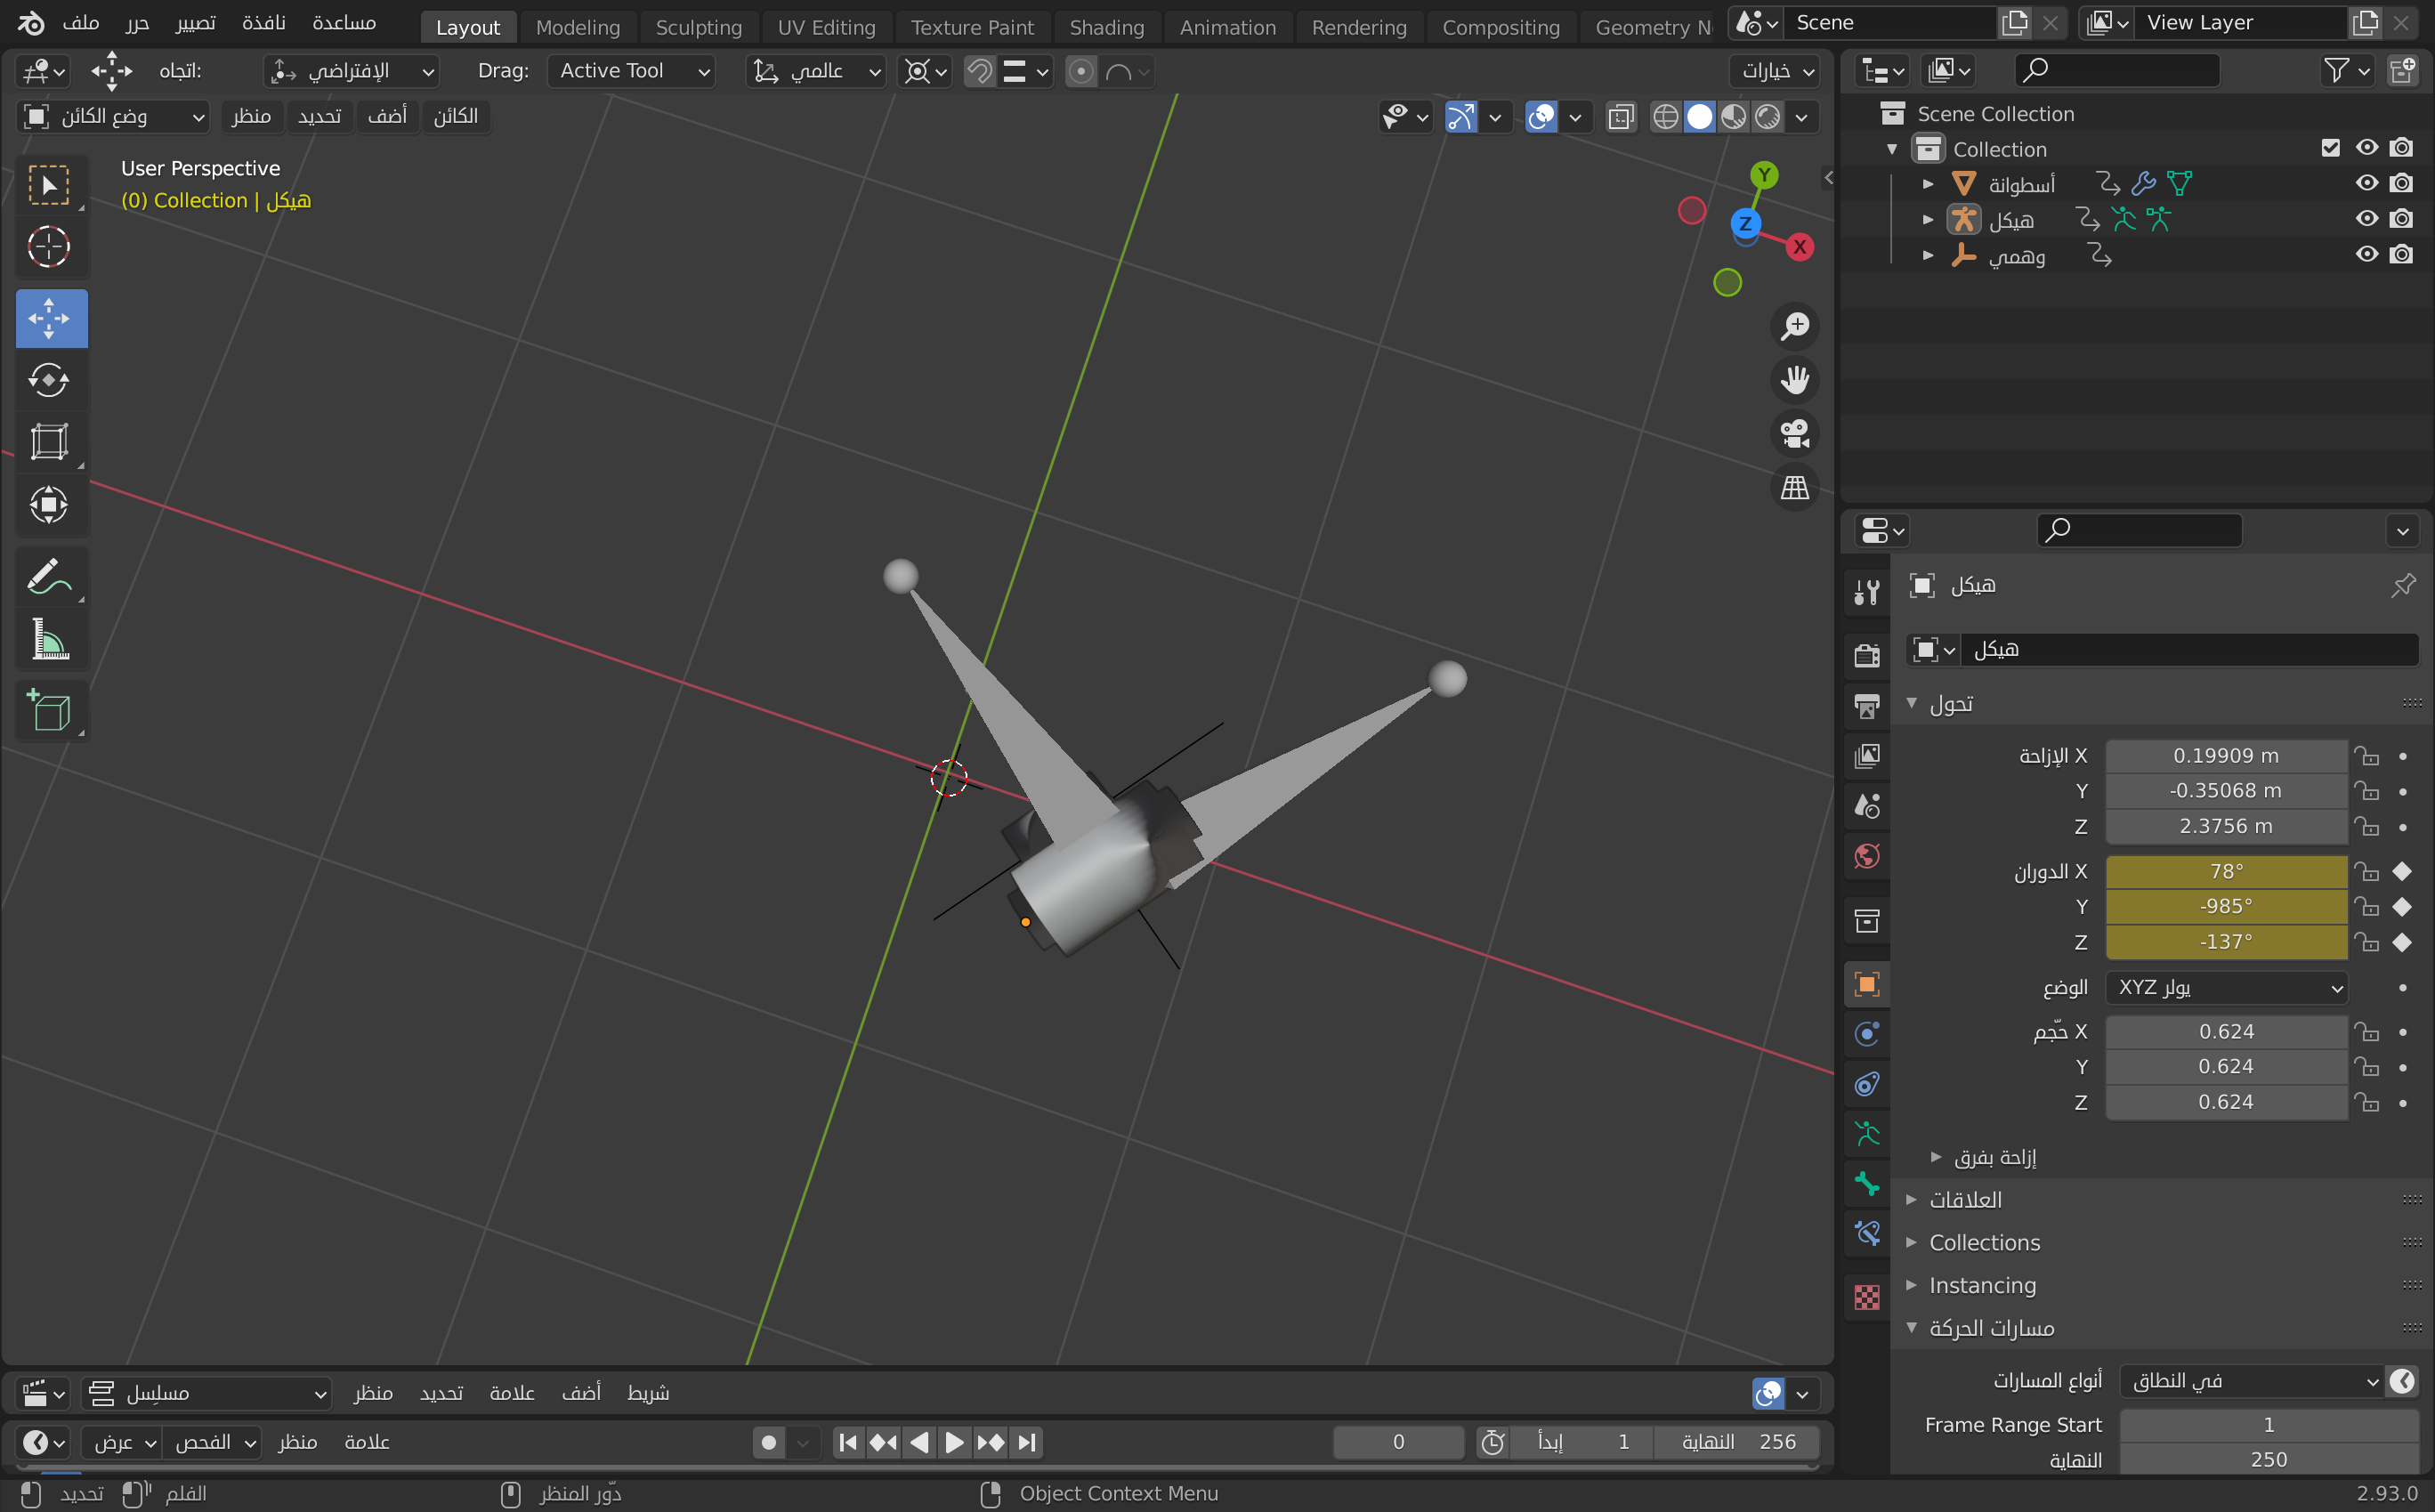 ملف حرر تصيير نافذة مساعدة Layout Modeling Sculpting UV Editing Texture Paint Shading Animation Rendering Compositing Geometry N Scene View Layer
اتجاه: الإفتراضي Drag: Active Tool عالمي خيارات
وضع الكائن منظر تحديد أضف الكائن
User Perspective
(0) Collection | هيكل
Y
Z
X
Scene Collection
Collection
أسطوانة
هيكل
وهمي
هيكل
هيكل
تحول
الإزاحة X 0.19909 m
Y -0.35068 m
Z 2.3756 m
الدوران X 78°
Y -985°
Z -137°
الوضع يولر XYZ
حجّم X 0.624
Y 0.624
Z 0.624
إزاحة بفرق
العلاقات
Collections
Instancing
مسارات الحركة
أنواع المسارات في النطاق
Frame Range Start 1
النهاية 250
مسلسِل منظر تحديد علامة أضف شريط
عرض الفحص منظر علامة 0 إبدأ 1 النهاية 256
تحديد الفلم دوّر المنظر Object Context Menu 2.93.0